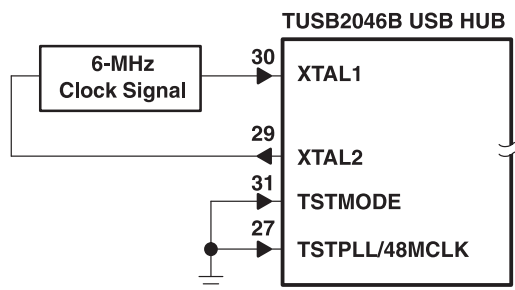 TUSB2046B USB HUB
6-MHz
Clock Signal
30
XTAL1
29
XTAL2
31
TSTMODE
27
TSTPLL/48MCLK